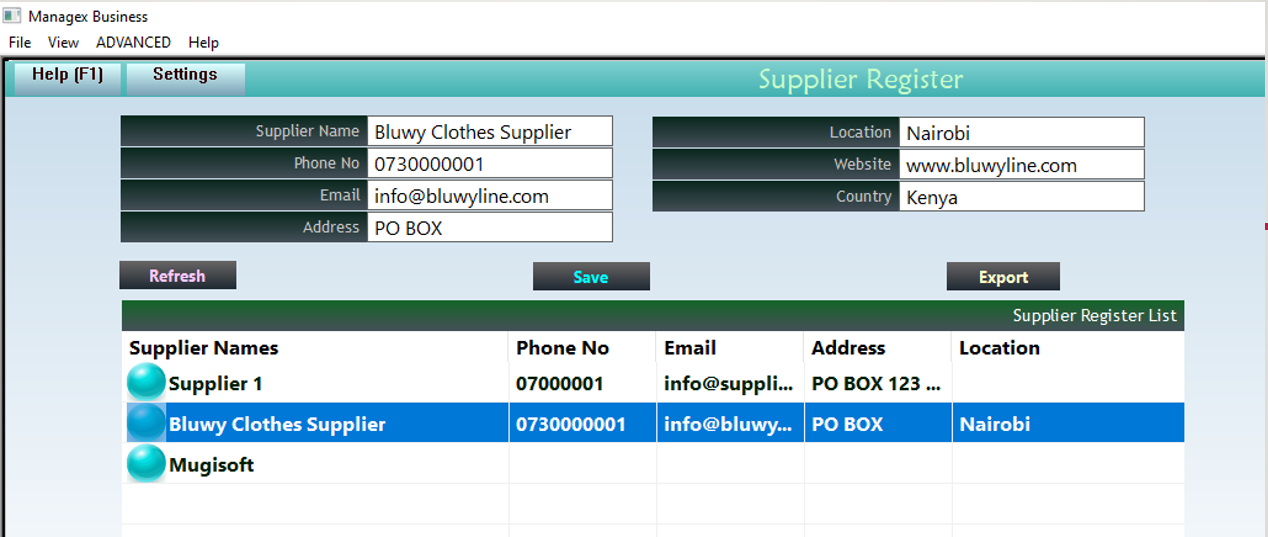 Managex Business
File View ADVANCED Help
Help (F1) Settings Supplier Register
Supplier Name Bluwy Clothes Supplier Location Nairobi
Phone No 0730000001 Website www.bluwyline.com
Email info@bluwyline.com Country Kenya
Address PO BOX
Refresh Save Export
Supplier Register List
Supplier Names Phone No Email Address Location
Supplier 1 07000001 info@suppli... PO BOX 123 ...
Bluwy Clothes Supplier 0730000001 info@bluwy... PO BOX Nairobi
Mugisoft